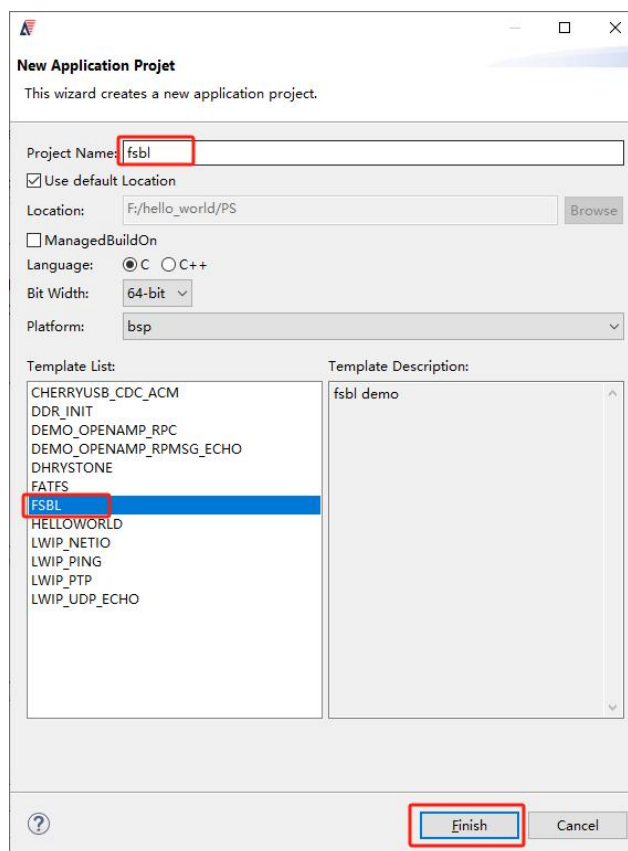 New Application Projet
This wizard creates a new application project.
Project Name: fsbl
Use default Location
Location: F:/hello_world/PS Browse
ManagedBuildOn
Language: C C++
Bit Width: 64-bit
Platform: bsp
Template List: Template Description:
CHERRYUSB_CDC_ACM fsbl demo
DDR_INIT
DEMO_OPENAMP_RPC
DEMO_OPENAMP_RPMSG_ECHO
DHRYSTONE
FATFS
FSBL
HELLOWORLD
LWIP_NETIO
LWIP_PING
LWIP_PTP
LWIP_UDP_ECHO
? Finish Cancel